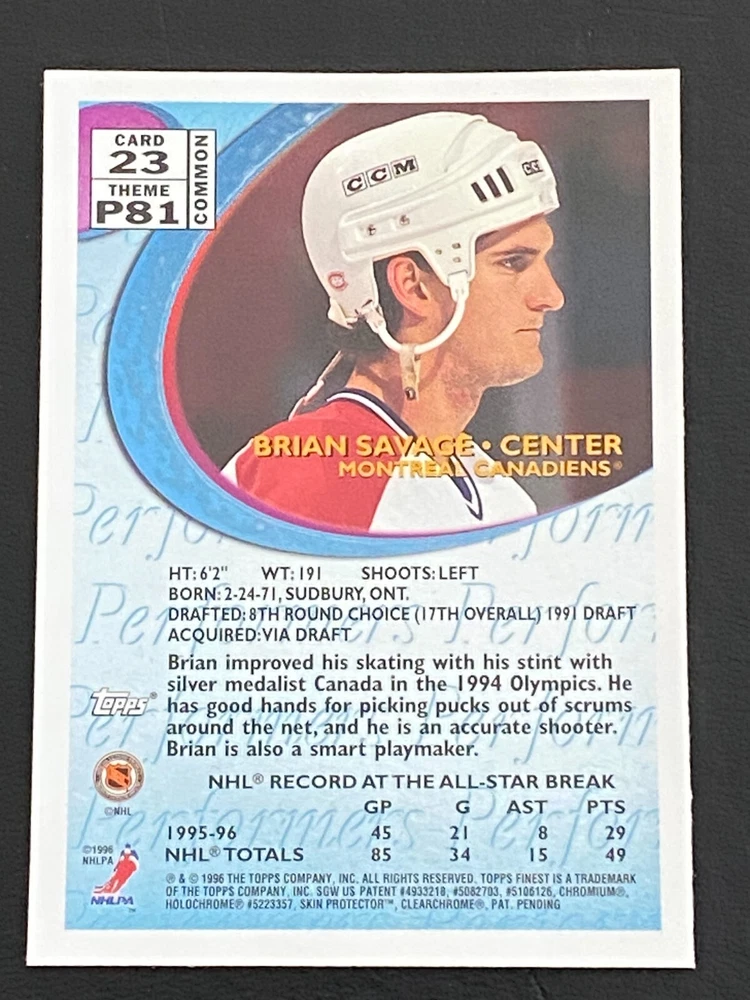 CARD
23
THEME
P81
COMMON
CCM
BRIAN SAVAGE • CENTER
MONTREAL CANADIENS®
HT: 6'2" WT: 191 SHOOTS: LEFT
BORN: 2-24-71, SUDBURY, ONT.
DRAFTED: 8TH ROUND CHOICE (17TH OVERALL) 1991 DRAFT
ACQUIRED: VIA DRAFT
Brian improved his skating with his stint with
silver medalist Canada in the 1994 Olympics. He
has good hands for picking pucks out of scrums
around the net, and he is an accurate shooter.
Brian is also a smart playmaker.
Topps®
©NHL
NHL® RECORD AT THE ALL-STAR BREAK
GP G AST PTS
1995-96 45 21 8 29
NHL® TOTALS 85 34 15 49
©1996
NHLPA
NHLPA™
® & © 1996 THE TOPPS COMPANY, INC. ALL RIGHTS RESERVED. TOPPS FINEST IS A TRADEMARK
OF THE TOPPS COMPANY, INC. SGW US PATENT #4933218, #5082703, #5106126, CHROMIUM®,
HOLOCHROME® #5223357, SKIN PROTECTOR™, CLEARCHROME®, PAT. PENDING
Performers